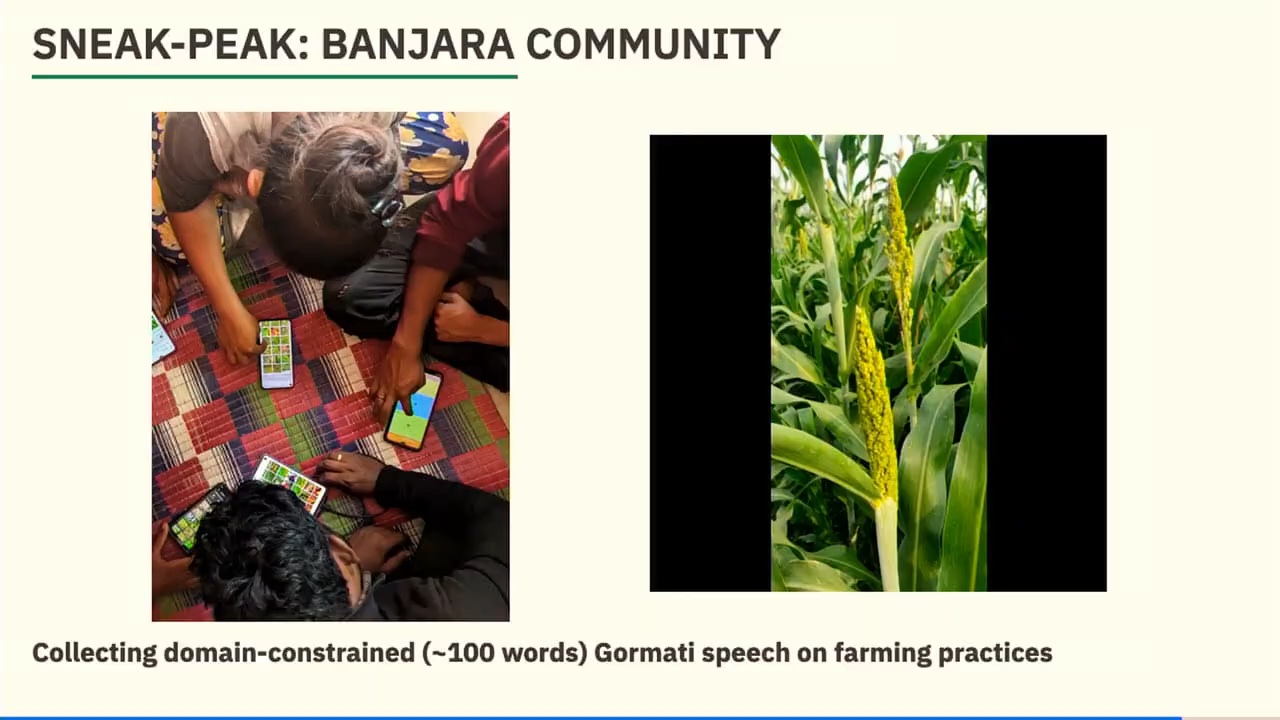 SNEAK-PEAK: BANJARA COMMUNITY
Collecting domain-constrained (~100 words) Gormati speech on farming practices